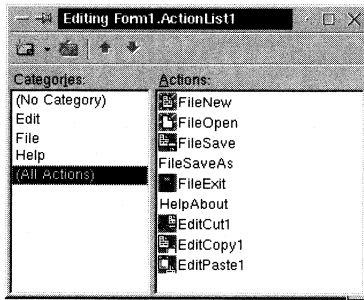 Editing Form1.ActionList1
Categories:
(No Category)
Edit
File
Help
(All Actions)
Actions:
FileNew
FileOpen
FileSave
FileSaveAs
FileExit
HelpAbout
EditCut1
EditCopy1
EditPaste1